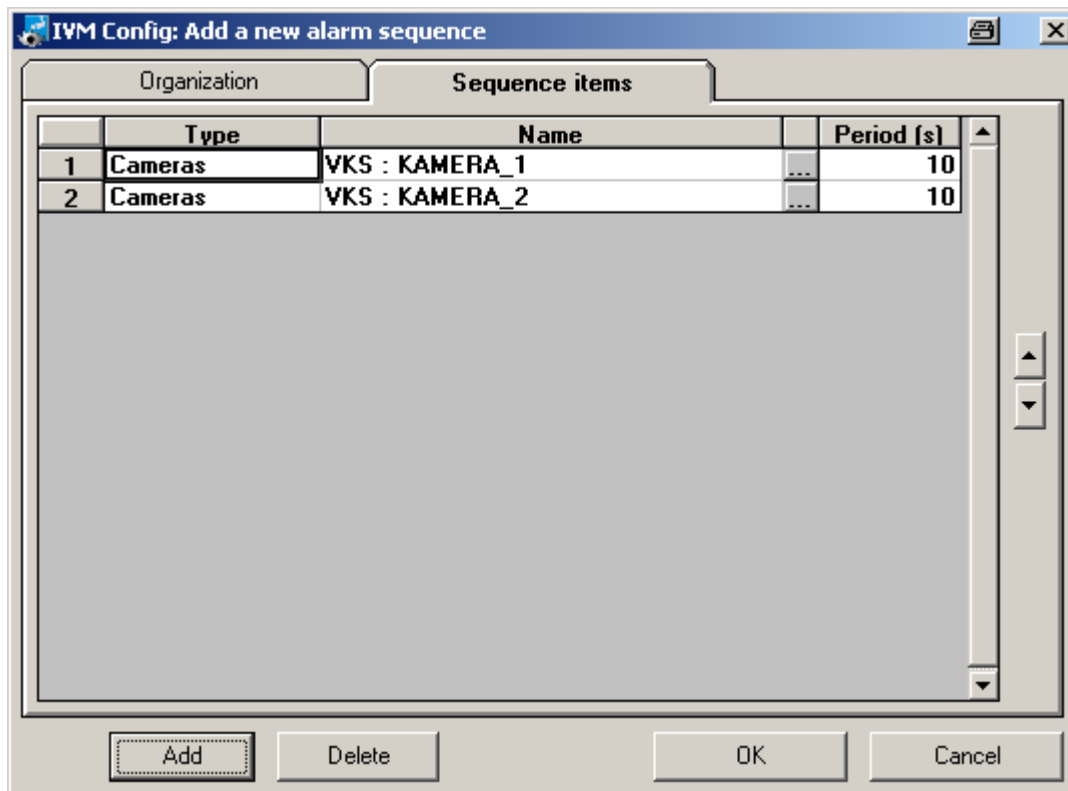 IVM Config: Add a new alarm sequence
Organization Sequence items
Type Name Period (s)
1 Cameras VKS : KAMERA_1 ... 10
2 Cameras VKS : KAMERA_2 ... 10
Add Delete OK Cancel